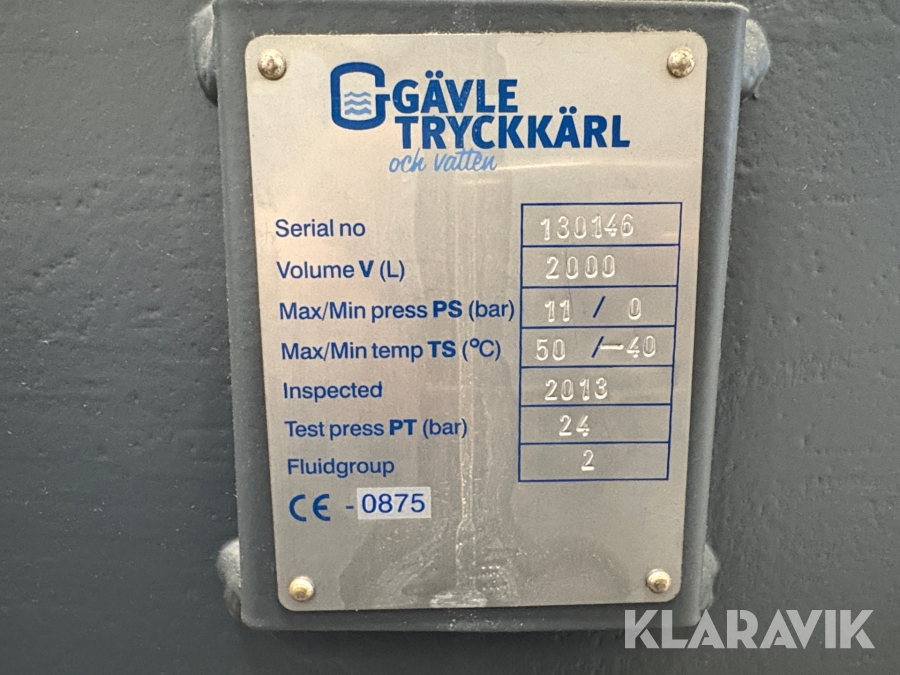 GÄVLE
TRYCKKÄRL
och vatten
Serial no 130146
Volume V (L) 2000
Max/Min press PS (bar) 11 / 0
Max/Min temp TS (°C) 50 /-40
Inspected 2013
Test press PT (bar) 24
Fluidgroup 2
CE - 0875
KLARAVIK